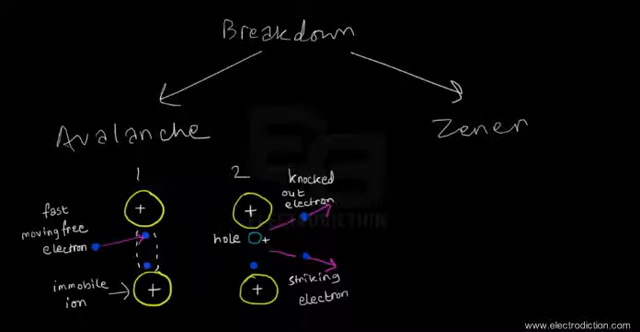 Breakdown
Avalanche
Zener
1
2
fast
moving free
electron
+
immobile
ion
+
knocked
out
electron
+
hole
+
striking
electron
+
ELECTRODICTION
www.electrodiction.com